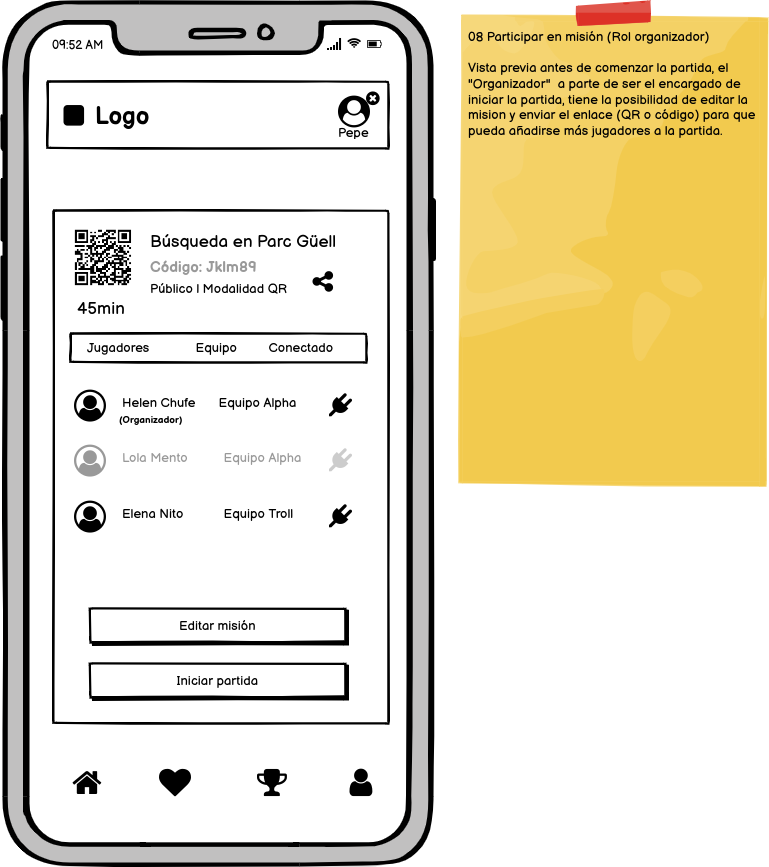 09:52 AM
Logo
Pepe
Búsqueda en Parc Güell
Código: Jklm89
Público I Modalidad QR
45min
Jugadores Equipo Conectado
Helen Chufe Equipo Alpha
(Organizador)
Lola Mento Equipo Alpha
Elena Nito Equipo Troll
Editar misión
Iniciar partida
08 Participar en misión (Rol organizador)
Vista previa antes de comenzar la partida, el
"Organizador" a parte de ser el encargado de
iniciar la partida, tiene la posibilidad de editar la
mision y enviar el enlace (QR o código) para que
pueda añadirse más jugadores a la partida.